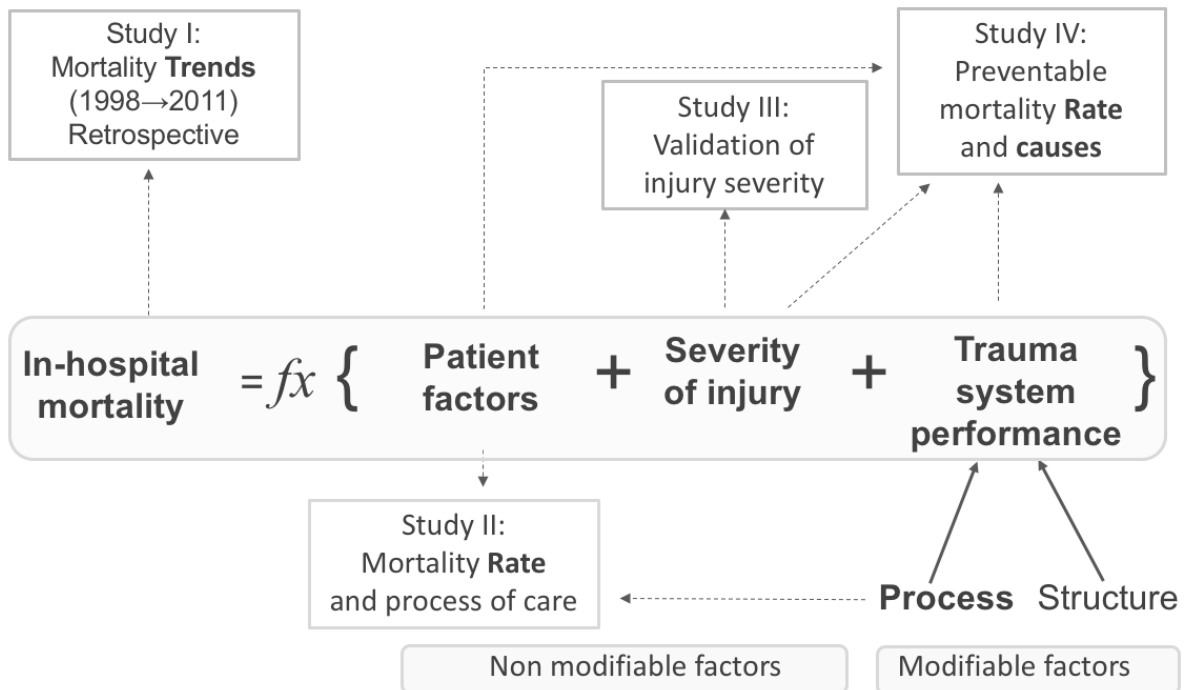 Study I:
Mortality Trends
(1998→2011)
Retrospective
Study III:
Validation of
injury severity
Study IV:
Preventable
mortality Rate
and causes
In-hospital
mortality
= fx {
Patient
factors
+
Severity
of injury
+
Trauma
system
performance
}
Study II:
Mortality Rate
and process of care
Process Structure
Non modifiable factors
Modifiable factors